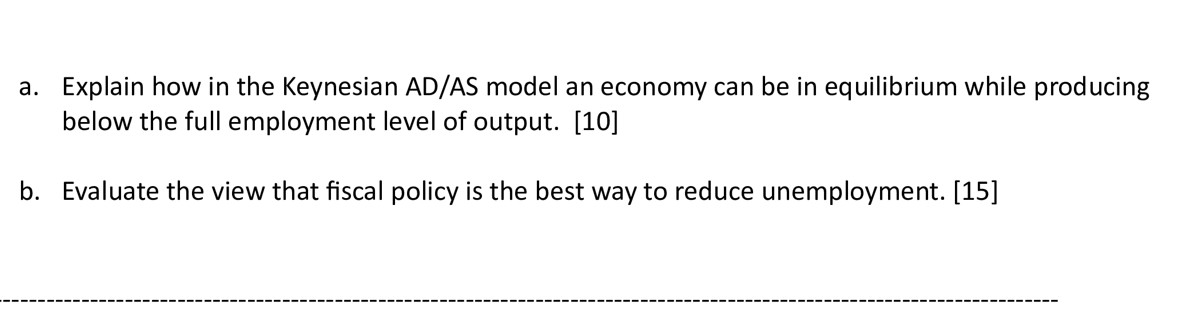 a. Explain how in the Keynesian AD/AS model an economy can be in equilibrium while producing
below the full employment level of output. [10]
b. Evaluate the view that fiscal policy is the best way to reduce unemployment. [15]